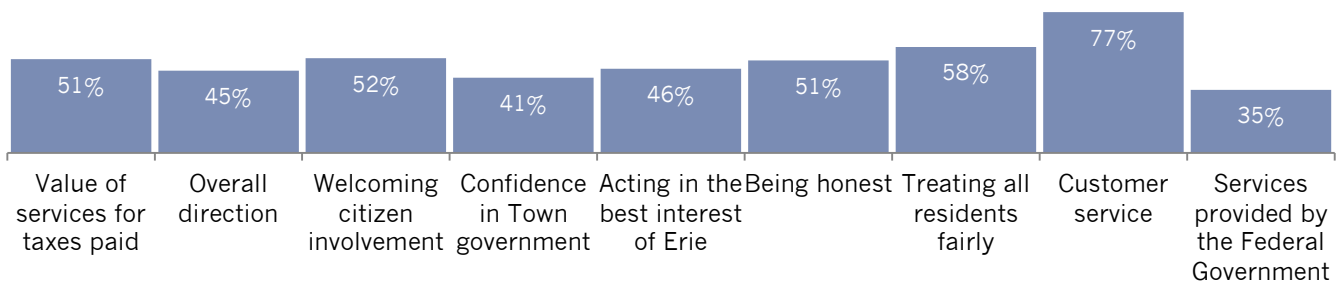 51%
45%
52%
41%
46%
51%
58%
77%
35%
Value of
services for
taxes paid
Overall
direction
Welcoming
citizen
involvement
Confidence
in Town
government
Acting in the
best interest
of Erie
Being honest
Treating all
residents
fairly
Customer
service
Services
provided by
the Federal
Government